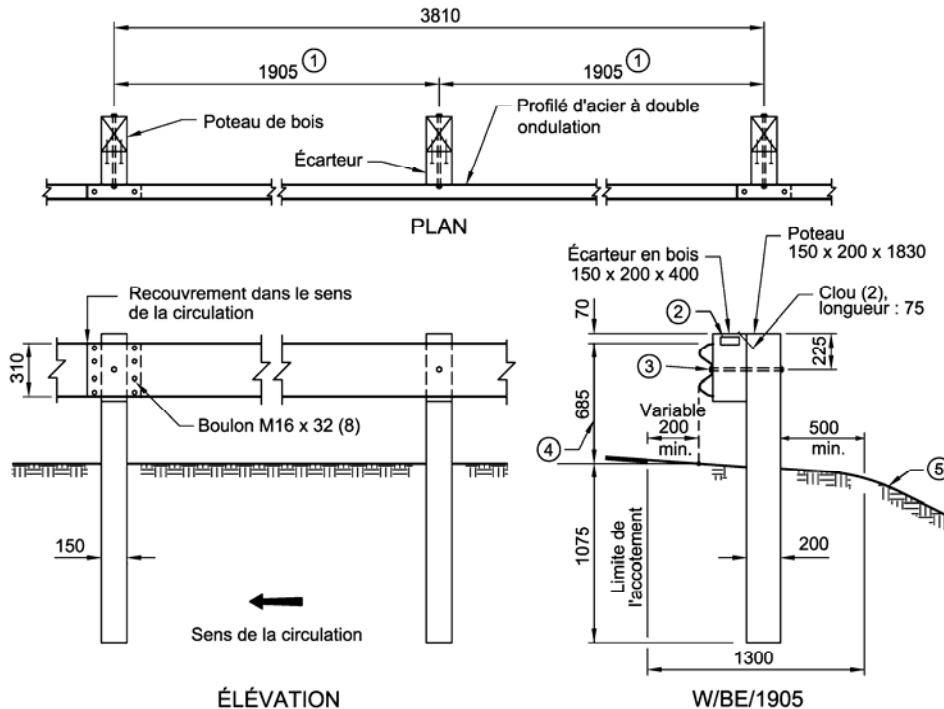 3810
1905 ①
1905 ①
Poteau de bois
Profilé d'acier à double
ondulation
Écarteur
PLAN
Recouvrement dans le sens
de la circulation
310
Boulon M16 x 32 (8)
150
Sens de la circulation
ÉLÉVATION
Écarteur en bois
150 x 200 x 400
Poteau
150 x 200 x 1830
Clou (2),
longueur : 75
70
②
225
③
685
Variable
200
min.
500
min.
④
⑤
1075
Limite de
l'accotement
200
1300
W/BE/1905